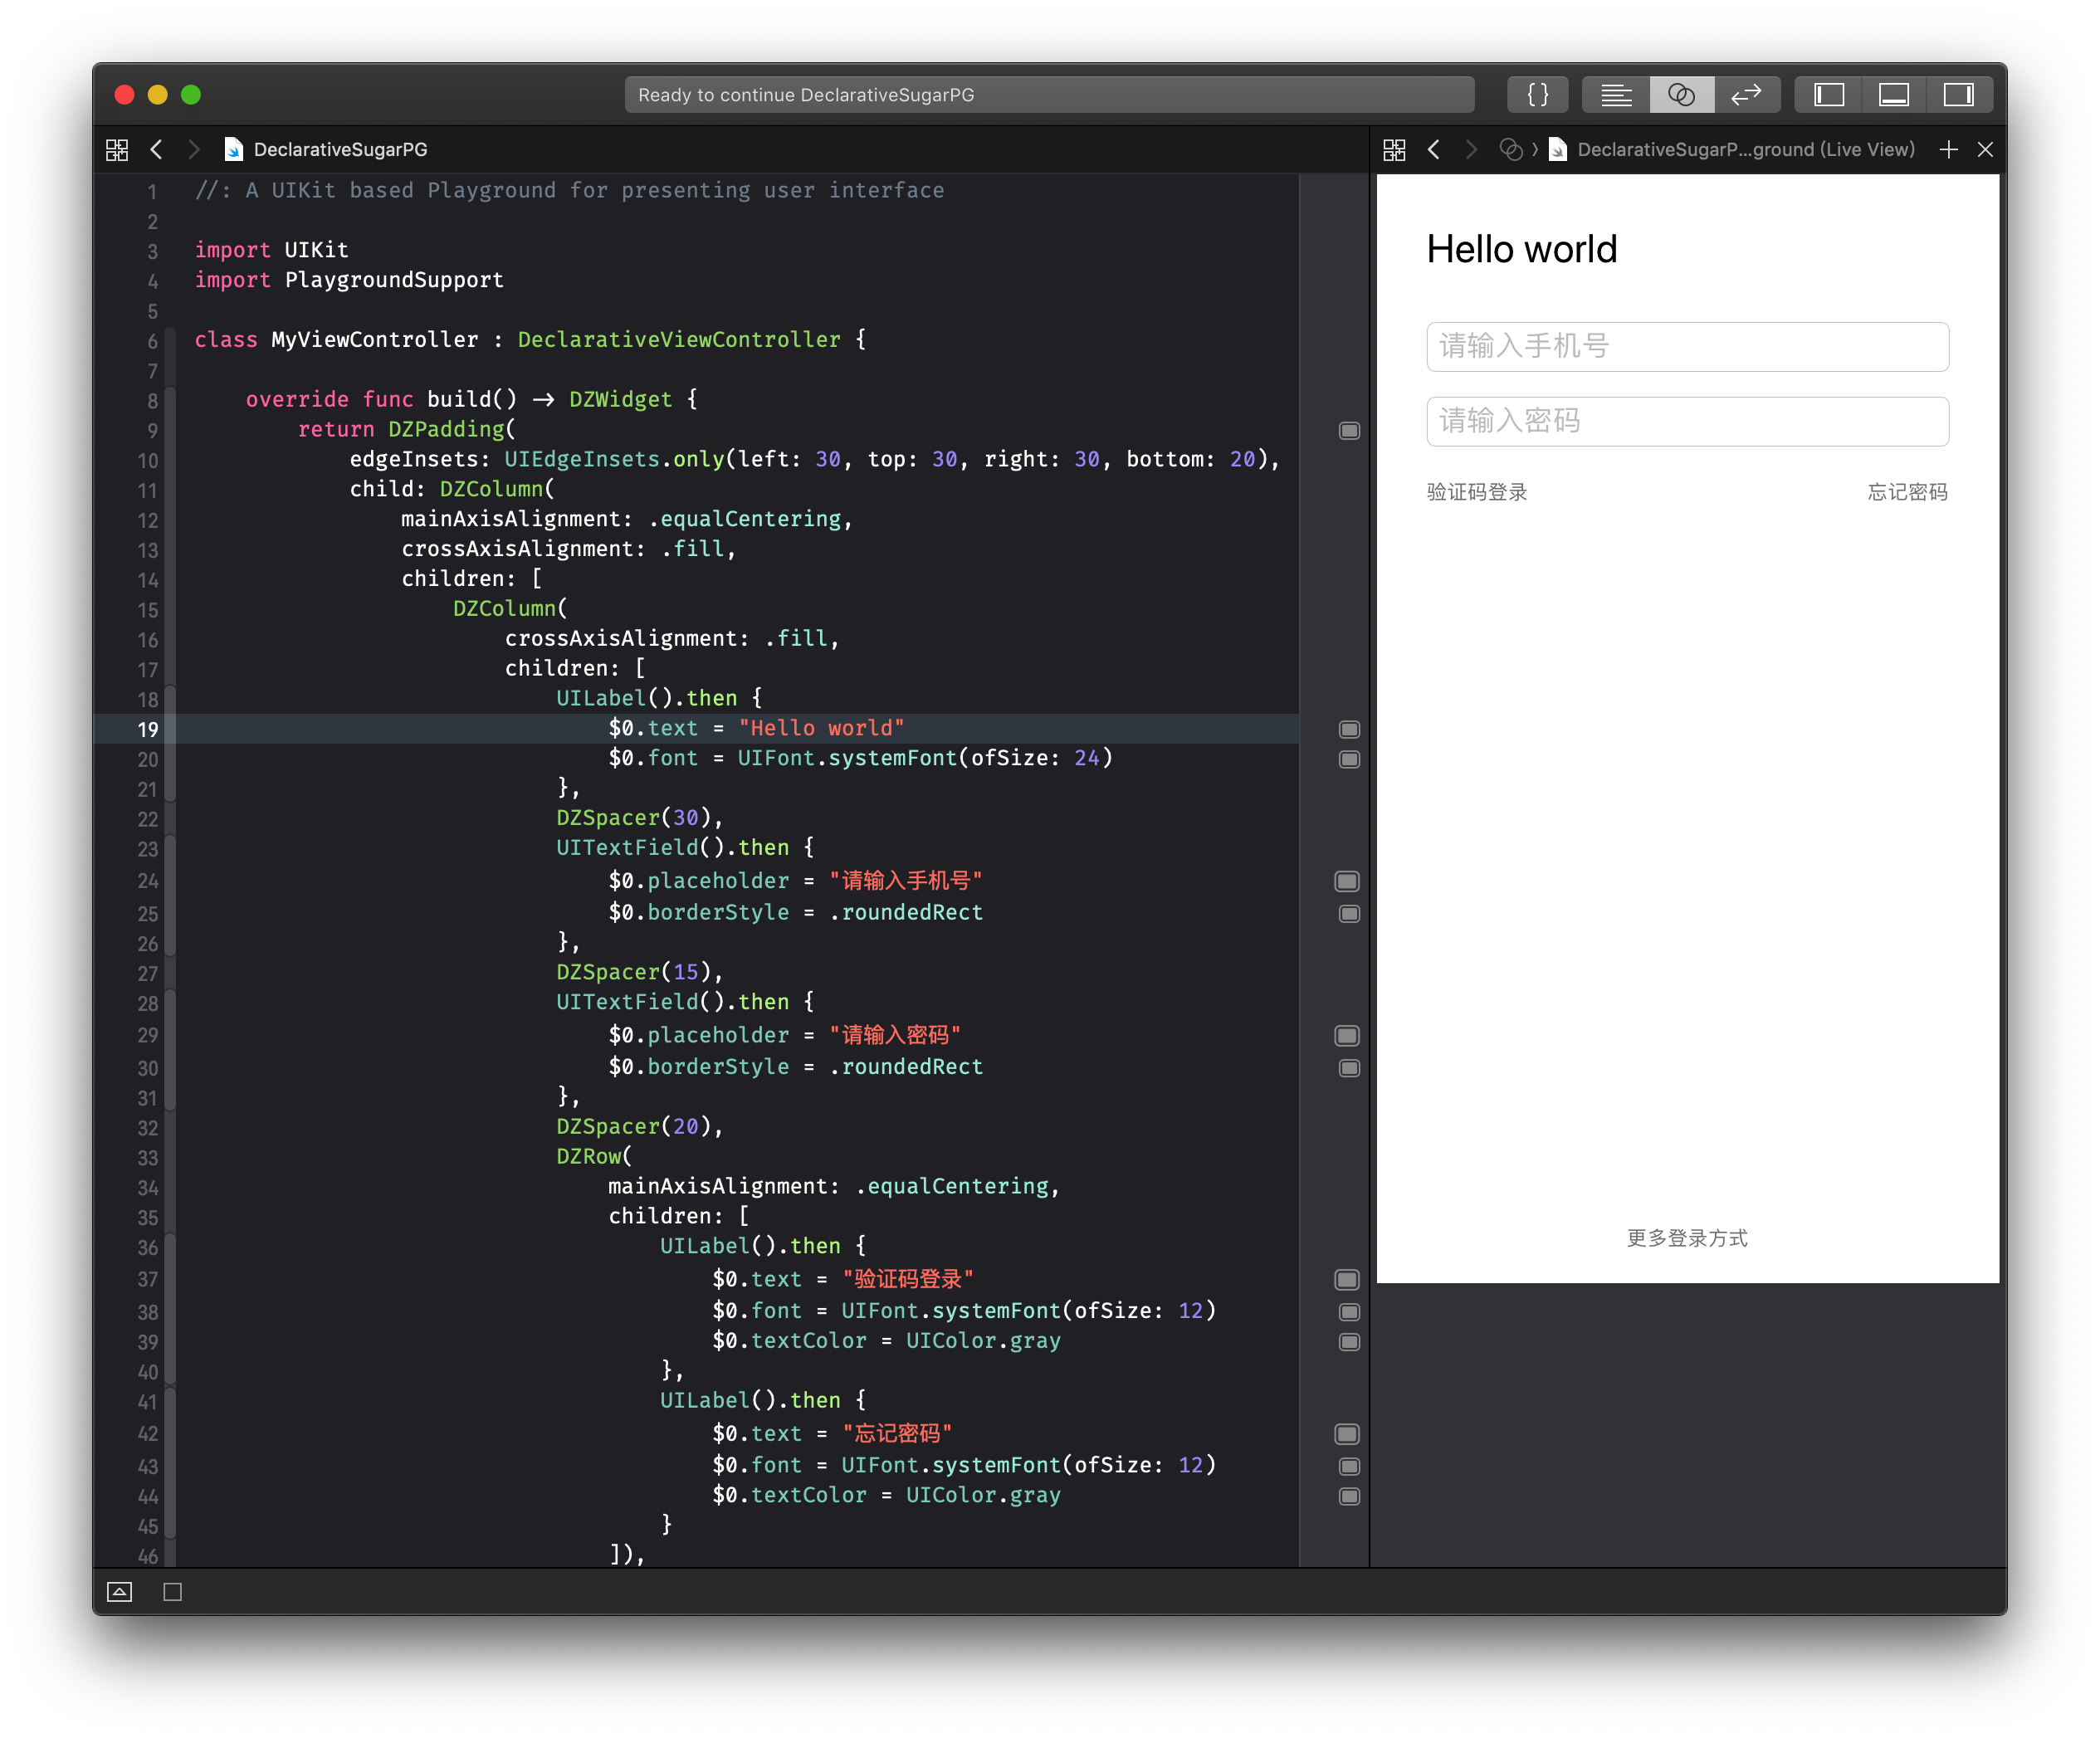 Ready to continue DeclarativeSugarPG
{}
DeclarativeSugarPG
DeclarativeSugarP...ground (Live View)
1 //: A UIKit based Playground for presenting user interface
2
3 import UIKit
4 import PlaygroundSupport
5
6 class MyViewController : DeclarativeViewController {
7
8 override func build() -> DZWidget {
9 return DZPadding(
10 edgeInsets: UIEdgeInsets.only(left: 30, top: 30, right: 30, bottom: 20),
11 child: DZColumn(
12 mainAxisAlignment: .equalCentering,
13 crossAxisAlignment: .fill,
14 children: [
15 DZColumn(
16 crossAxisAlignment: .fill,
17 children: [
18 UILabel().then {
19 $0.text = "Hello world"
20 $0.font = UIFont.systemFont(ofSize: 24)
21 },
22 DZSpacer(30),
23 UITextField().then {
24 $0.placeholder = "请输入手机号"
25 $0.borderStyle = .roundedRect
26 },
27 DZSpacer(15),
28 UITextField().then {
29 $0.placeholder = "请输入密码"
30 $0.borderStyle = .roundedRect
31 },
32 DZSpacer(20),
33 DZRow(
34 mainAxisAlignment: .equalCentering,
35 children: [
36 UILabel().then {
37 $0.text = "验证码登录"
38 $0.font = UIFont.systemFont(ofSize: 12)
39 $0.textColor = UIColor.gray
40 },
41 UILabel().then {
42 $0.text = "忘记密码"
43 $0.font = UIFont.systemFont(ofSize: 12)
44 $0.textColor = UIColor.gray
45 }
46 ]),
Hello world
请输入手机号
请输入密码
验证码登录 忘记密码
更多登录方式